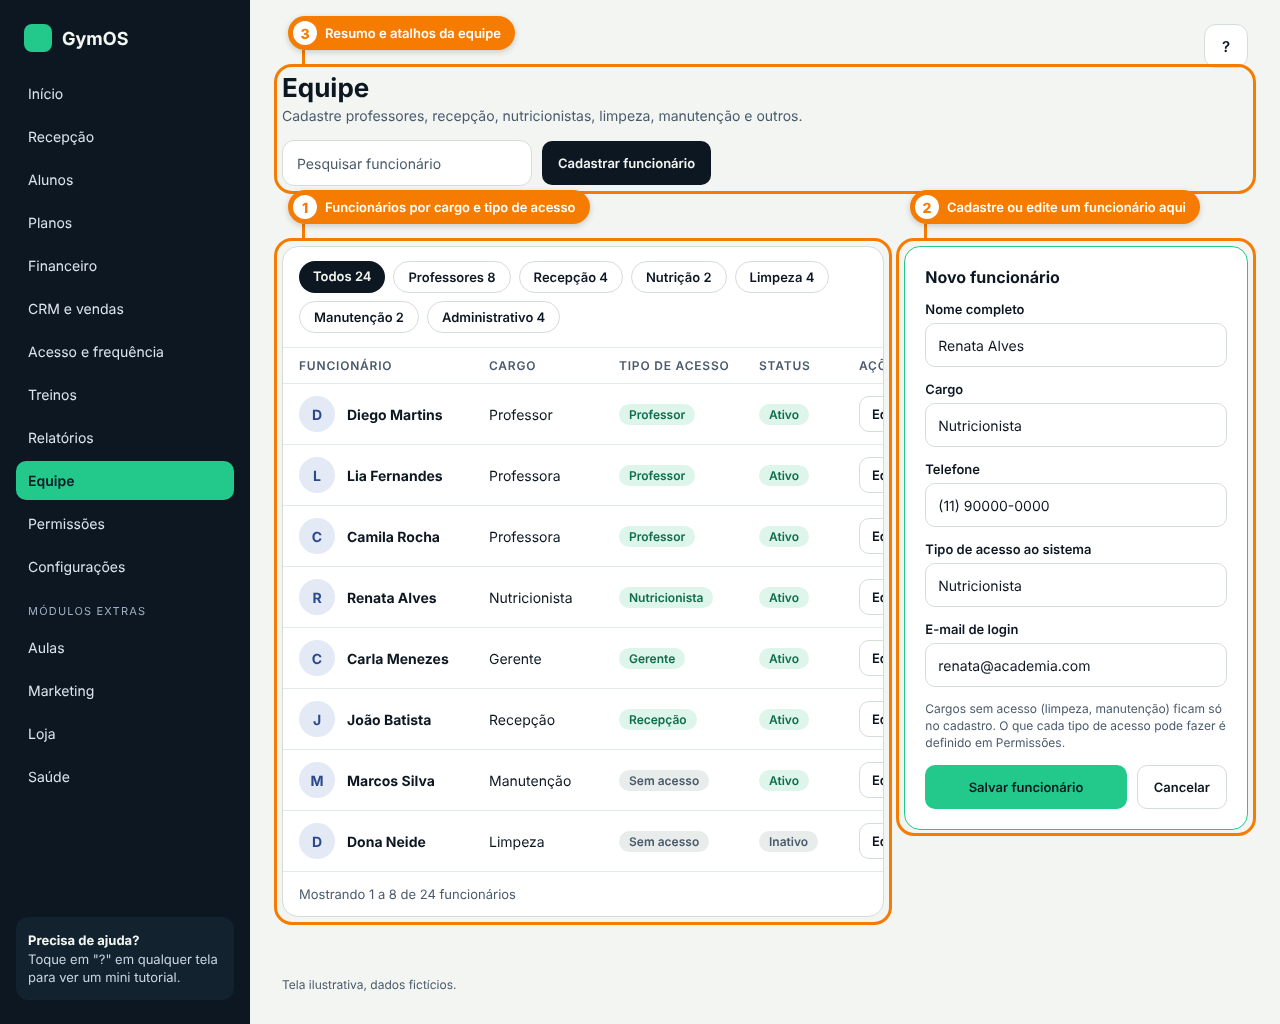 GymOS
Início
Recepção
Alunos
Planos
Financeiro
CRM e vendas
Acesso e frequência
Treinos
Relatórios
Equipe
Permissões
Configurações
MÓDULOS EXTRAS
Aulas
Marketing
Loja
Saúde
Precisa de ajuda?
Toque em "?" em qualquer tela
para ver um mini tutorial.
3 Resumo e atalhos da equipe
?
Equipe
Cadastre professores, recepção, nutricionistas, limpeza, manutenção e outros.
Pesquisar funcionário Cadastrar funcionário
1 Funcionários por cargo e tipo de acesso
Todos 24 Professores 8 Recepção 4 Nutrição 2 Limpeza 4
Manutenção 2 Administrativo 4
FUNCIONÁRIO CARGO TIPO DE ACESSO STATUS
D Diego Martins Professor Professor Ativo
L Lia Fernandes Professora Professor Ativo
C Camila Rocha Professora Professor Ativo
R Renata Alves Nutricionista Nutricionista Ativo
C Carla Menezes Gerente Gerente Ativo
J João Batista Recepção Recepção Ativo
M Marcos Silva Manutenção Sem acesso Ativo
D Dona Neide Limpeza Sem acesso Inativo
Mostrando 1 a 8 de 24 funcionários
2 Cadastre ou edite um funcionário aqui
Novo funcionário
Nome completo
Renata Alves
Cargo
Nutricionista
Telefone
(11) 90000-0000
Tipo de acesso ao sistema
Nutricionista
E-mail de login
renata@academia.com
Cargos sem acesso (limpeza, manutenção) ficam só
no cadastro. O que cada tipo de acesso pode fazer é
definido em Permissões.
Salvar funcionário Cancelar
Tela ilustrativa, dados fictícios.